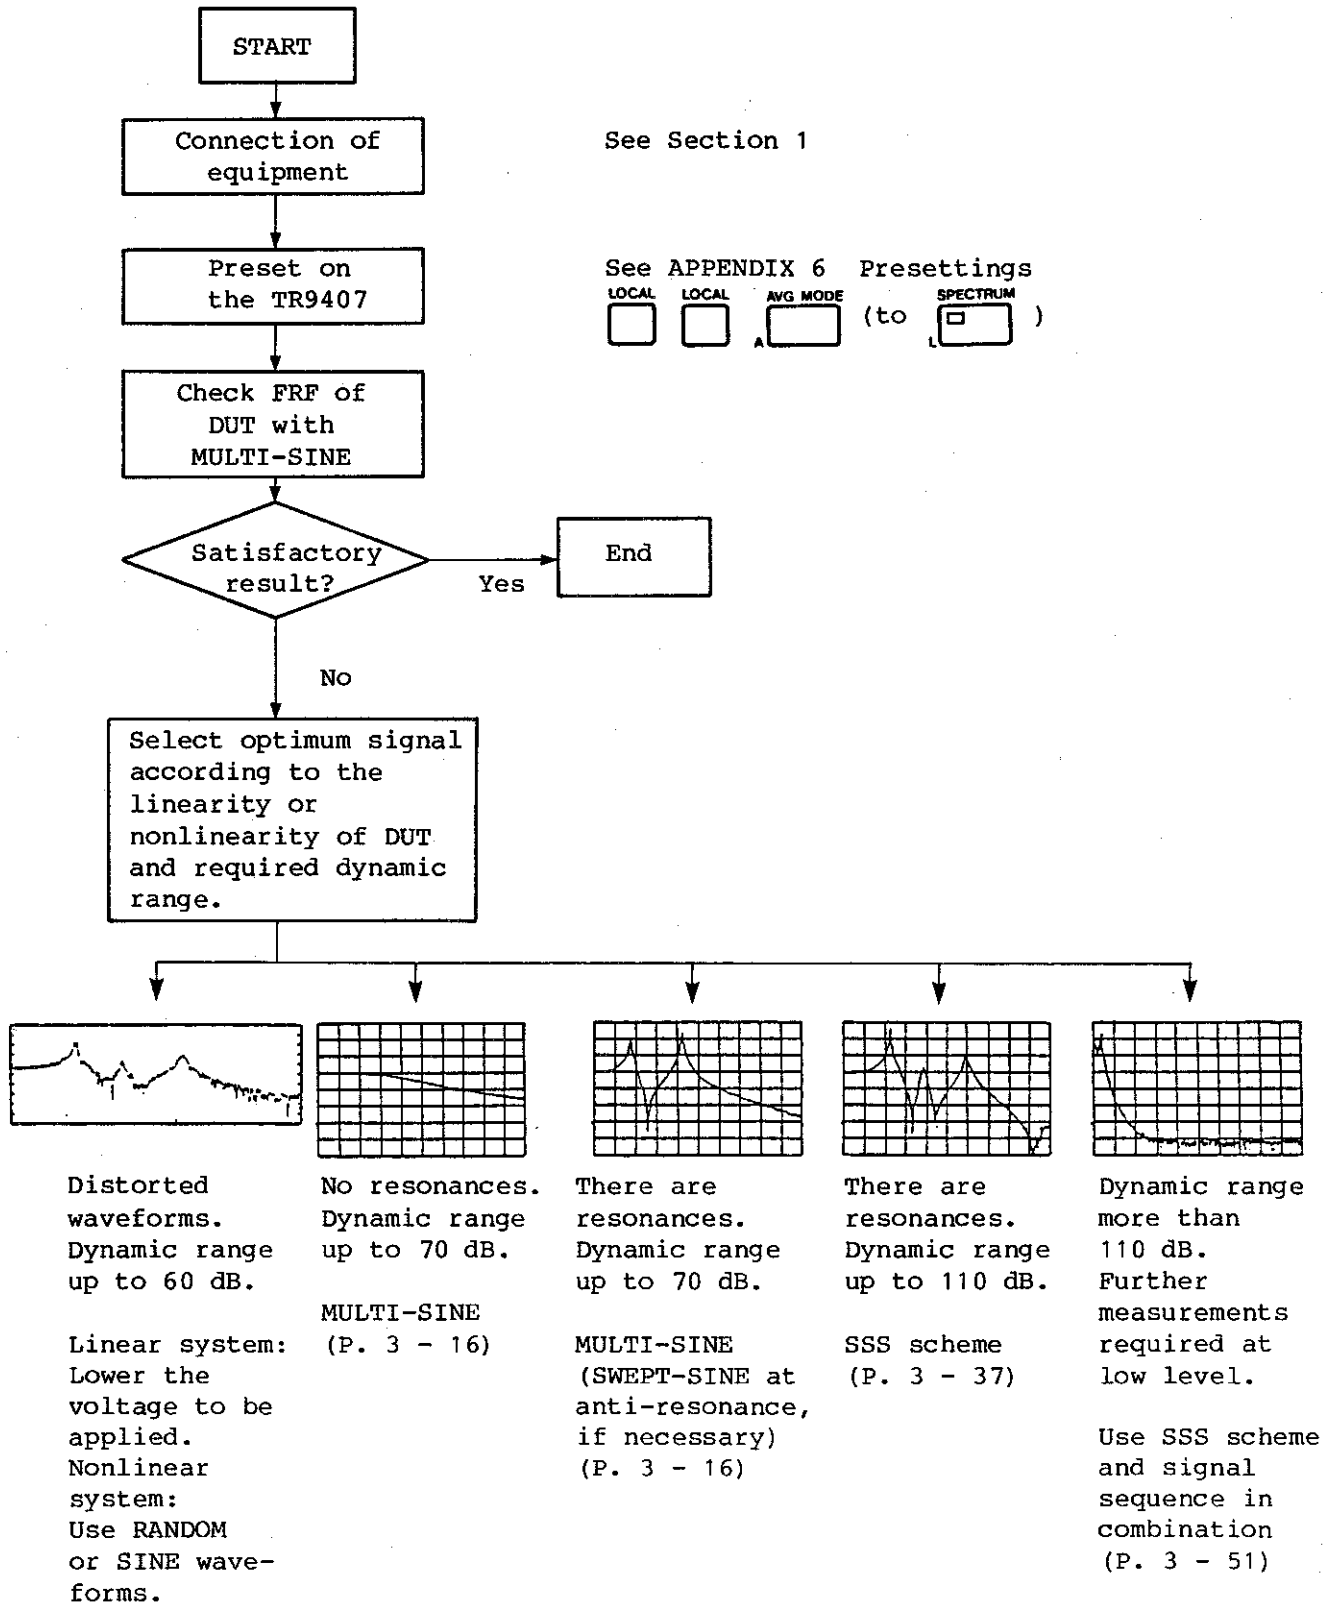 START
Connection of
equipment
See Section 1
Preset on
the TR9407
See APPENDIX 6 Presettings
LOCAL LOCAL AVG MODE SPECTRUM
(to )
A L
Check FRF of
DUT with
MULTI-SINE
Satisfactory
result?
Yes
End
No
Select optimum signal
according to the
linearity or
nonlinearity of DUT
and required dynamic
range.
Distorted
waveforms.
Dynamic range
up to 60 dB.
Linear system:
Lower the
voltage to be
applied.
Nonlinear
system:
Use RANDOM
or SINE wave-
forms.
No resonances.
Dynamic range
up to 70 dB.
MULTI-SINE
(P. 3 - 16)
There are
resonances.
Dynamic range
up to 70 dB.
MULTI-SINE
(SWEPT-SINE at
anti-resonance,
if necessary)
(P. 3 - 16)
There are
resonances.
Dynamic range
up to 110 dB.
SSS scheme
(P. 3 - 37)
Dynamic range
more than
110 dB.
Further
measurements
required at
low level.
Use SSS scheme
and signal
sequence in
combination
(P. 3 - 51)